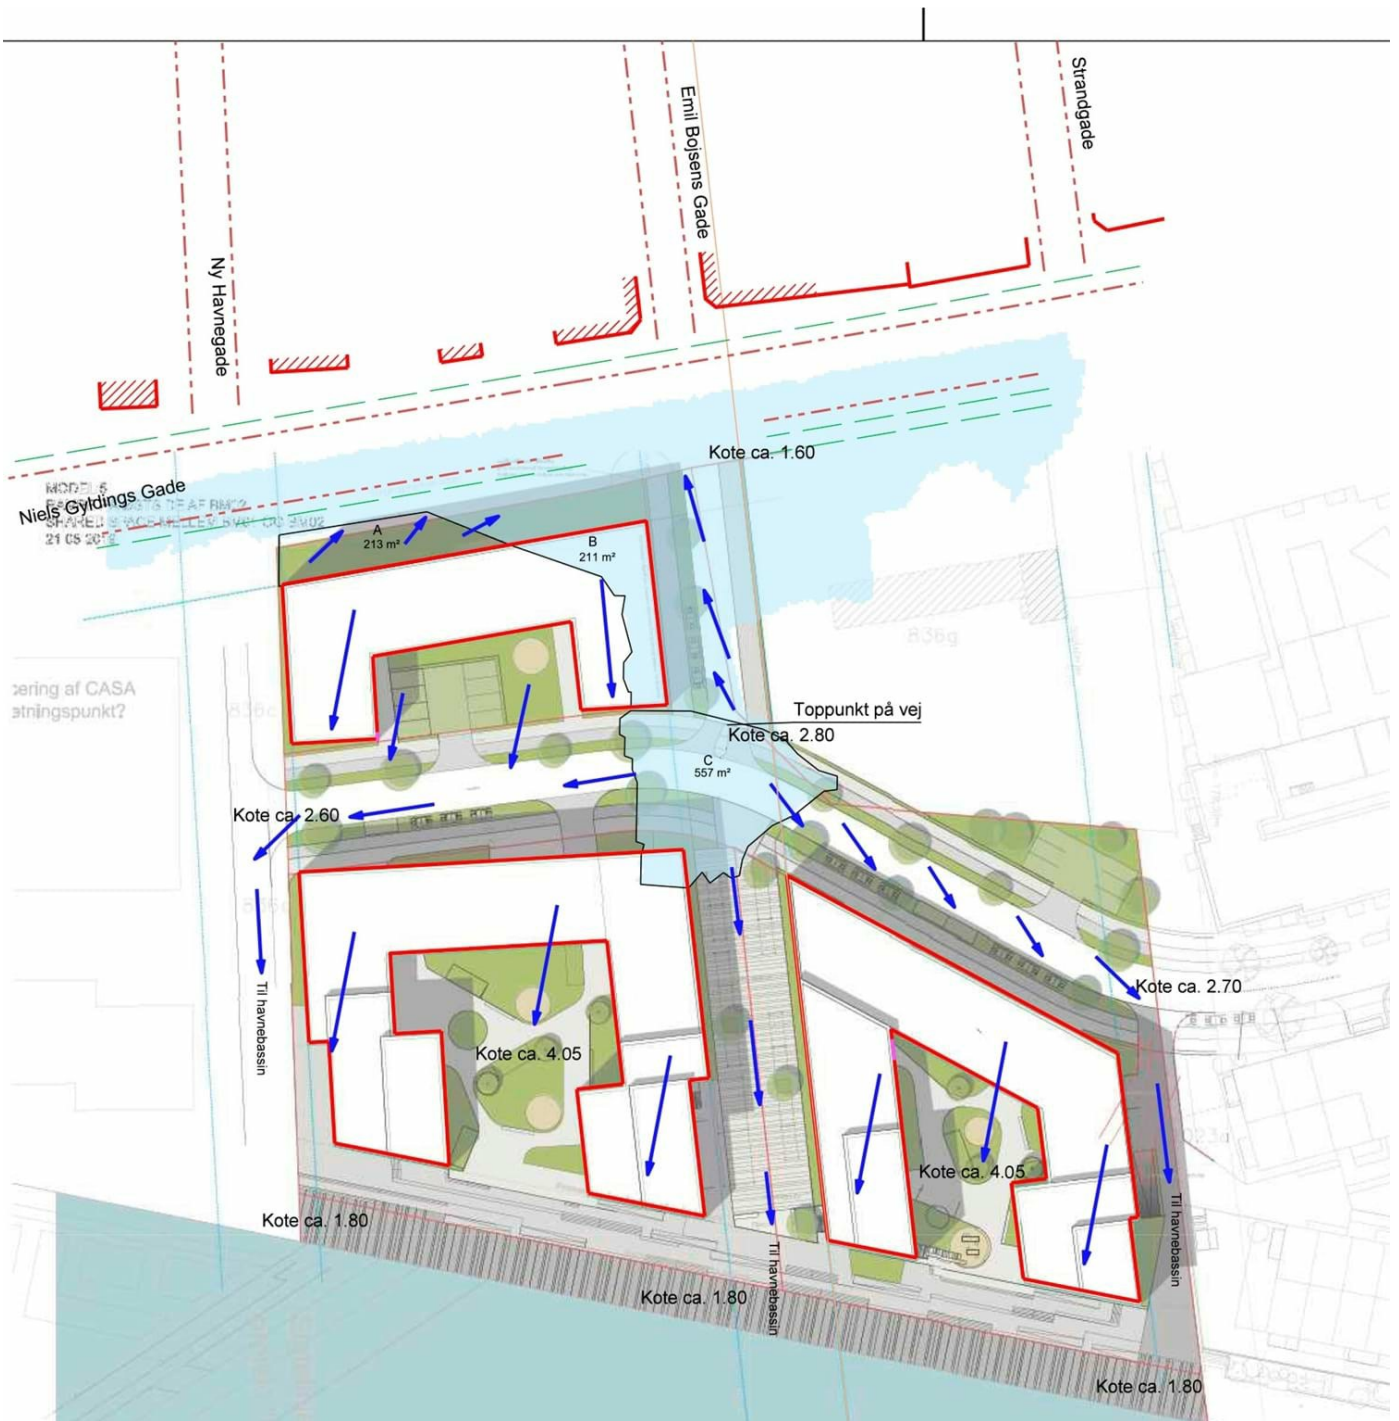 Strandgade
Emil Bojsens Gade
Ny Havnegade
Kote ca. 1.60
Niels Gyldings Gade
A
213 m²
B
211 m²
836g
Toppunkt på vej
Kote ca. 2.80
C
557 m²
Kote ca. 2.60
Kote ca. 2.70
Til havnebassin
Kote ca. 4.05
Kote ca. 4.05
Kote ca. 1.80
Til havnebassin
Til havnebassin
Kote ca. 1.80
Kote ca. 1.80